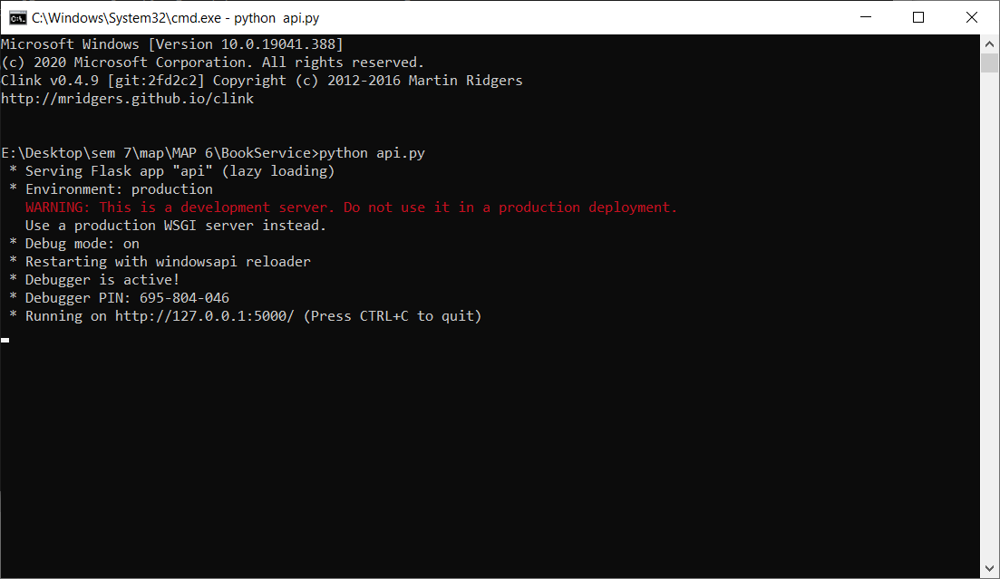 C:\Windows\System32\cmd.exe - python  api.py
Microsoft Windows [Version 10.0.19041.388]
(c) 2020 Microsoft Corporation. All rights reserved.
Clink v0.4.9 [git:2fd2c2] Copyright (c) 2012-2016 Martin Ridgers
http://mridgers.github.io/clink
E:\Desktop\sem 7\map\MAP 6\BookService>python api.py
 * Serving Flask app "api" (lazy loading)
 * Environment: production
   WARNING: This is a development server. Do not use it in a production deployment.
   Use a production WSGI server instead.
 * Debug mode: on
 * Restarting with windowsapi reloader
 * Debugger is active!
 * Debugger PIN: 695-804-046
 * Running on http://127.0.0.1:5000/ (Press CTRL+C to quit)